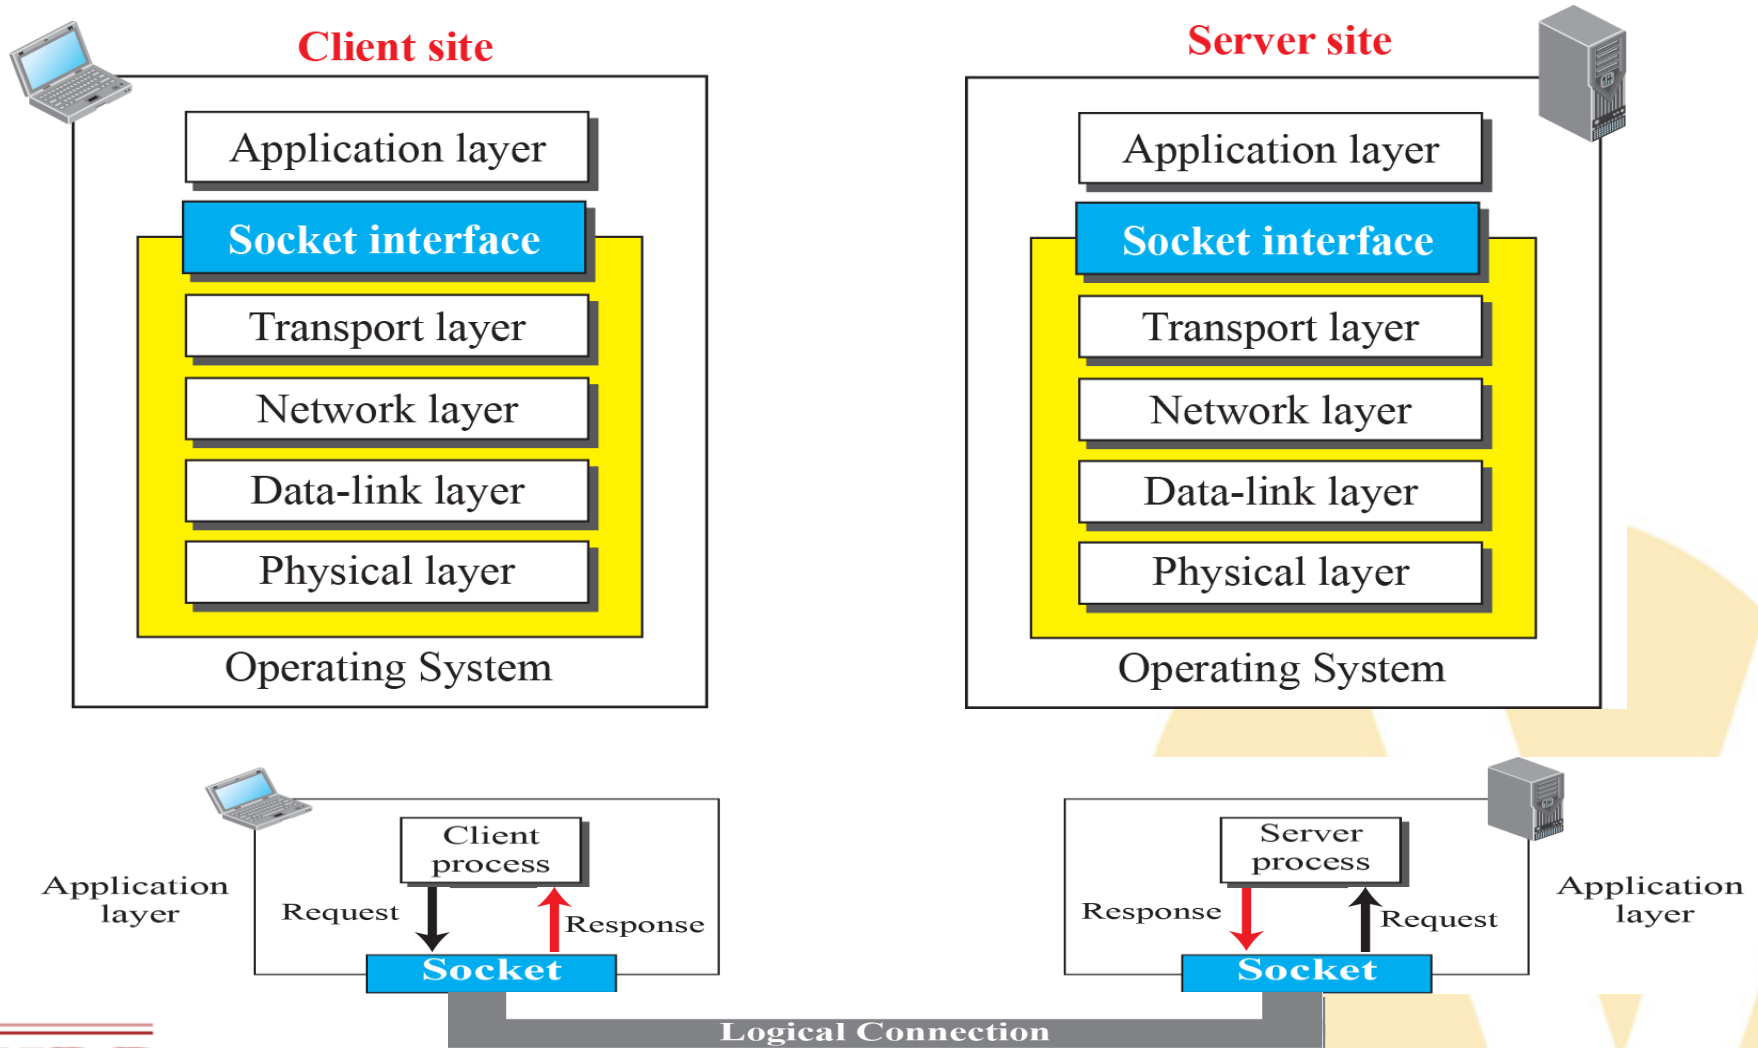 Client site
Application layer
Socket interface
Transport layer
Network layer
Data-link layer
Physical layer
Operating System
Server site
Application layer
Socket interface
Transport layer
Network layer
Data-link layer
Physical layer
Operating System
Application
layer
Client
process
Request
Response
Socket
Server
process
Response
Request
Socket
Application
layer
Logical Connection